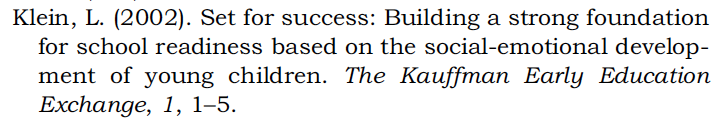 Klein, L. (2002). Set for success: Building a strong foundation
for school readiness based on the social-emotional develop-
ment of young children. The Kauffman Early Education
Exchange, 1, 1–5.